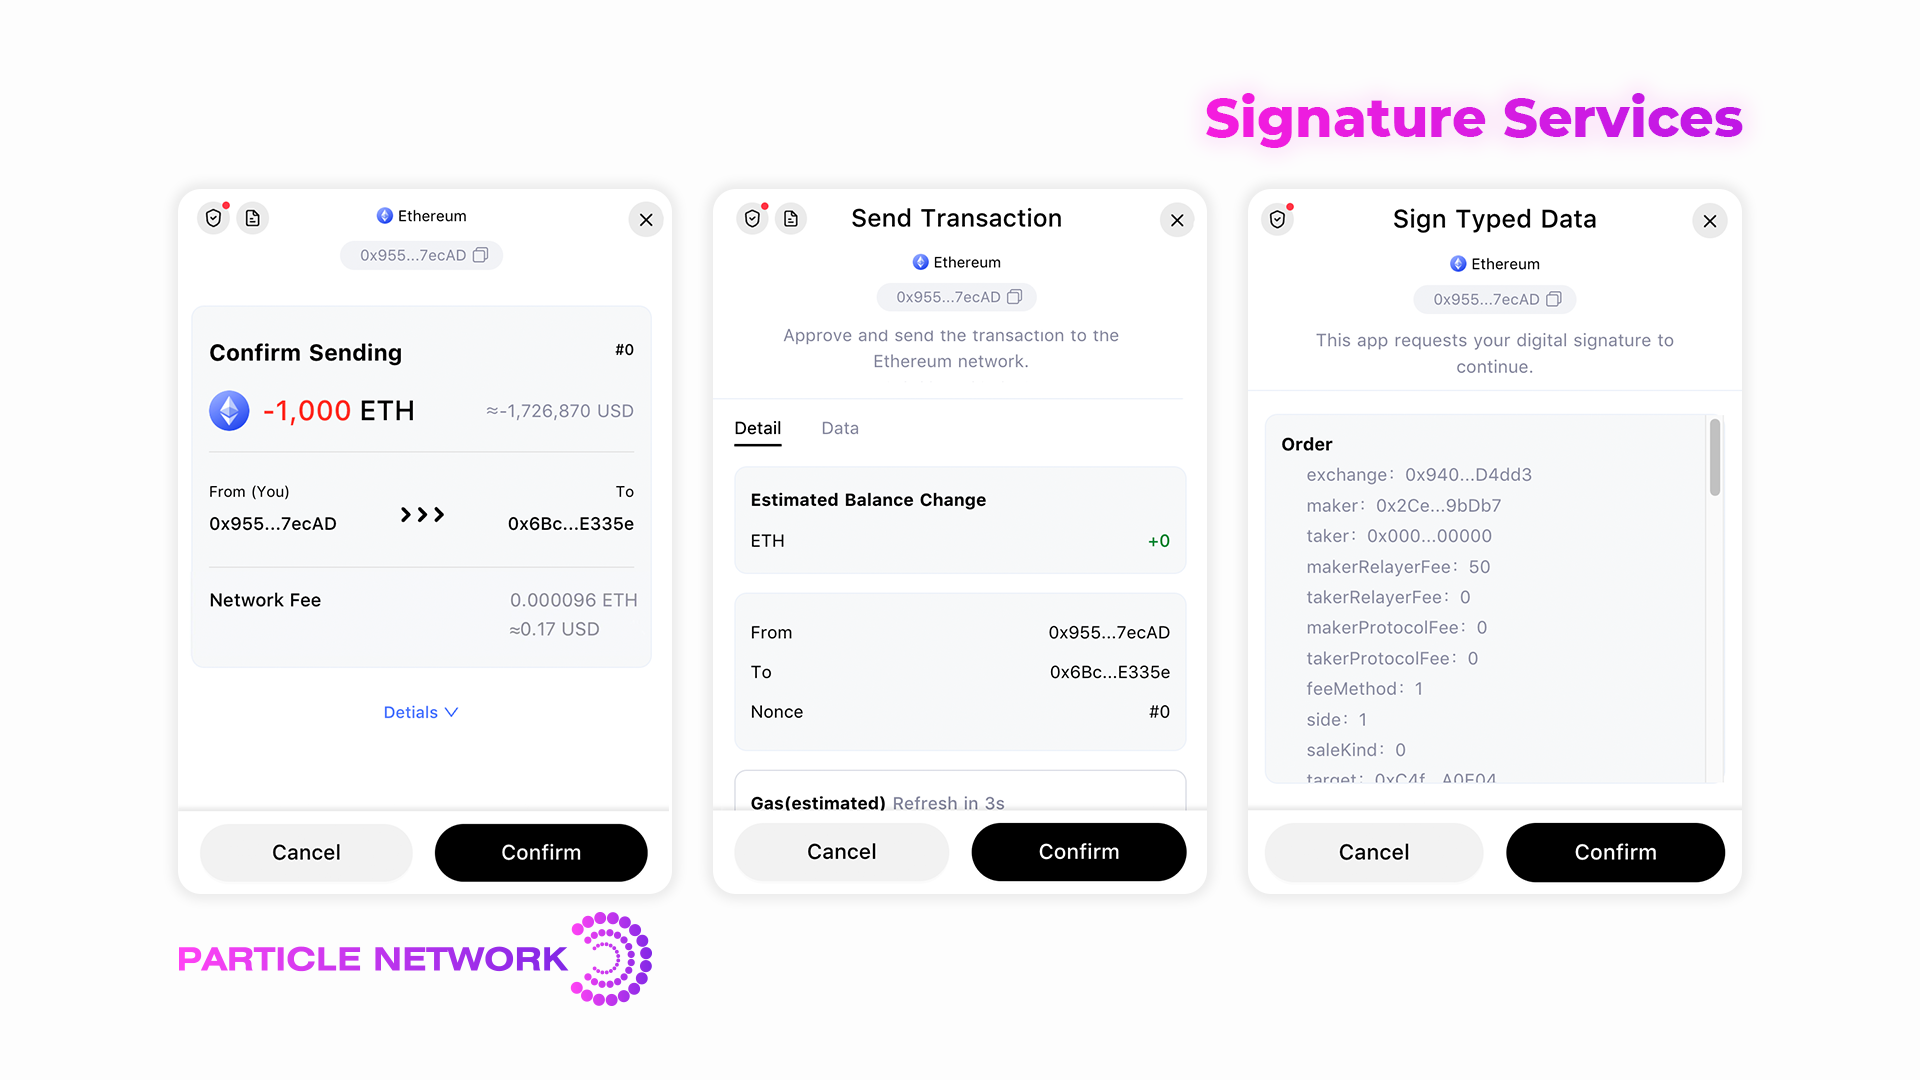 Signature Services
Ethereum
0x955...7ecAD
Confirm Sending #0
-1,000 ETH ≈-1,726,870 USD
From (You) To
0x955...7ecAD 0x6Bc...E335e
Network Fee 0.000096 ETH
≈0.17 USD
Detials
Cancel Confirm
Send Transaction
Ethereum
0x955...7ecAD
Approve and send the transaction to the
Ethereum network.
Detail Data
Estimated Balance Change
ETH +0
From 0x955...7ecAD
To 0x6Bc...E335e
Nonce #0
Gas(estimated) Refresh in 3s
Cancel Confirm
Sign Typed Data
Ethereum
0x955...7ecAD
This app requests your digital signature to
continue.
Order
exchange: 0x940...D4dd3
maker: 0x2Ce...9bDb7
taker: 0x000...00000
makerRelayerFee: 50
takerRelayerFee: 0
makerProtocolFee: 0
takerProtocolFee: 0
feeMethod: 1
side: 1
saleKind: 0
target: 0xC4f...A0E04
Cancel Confirm
PARTICLE NETWORK